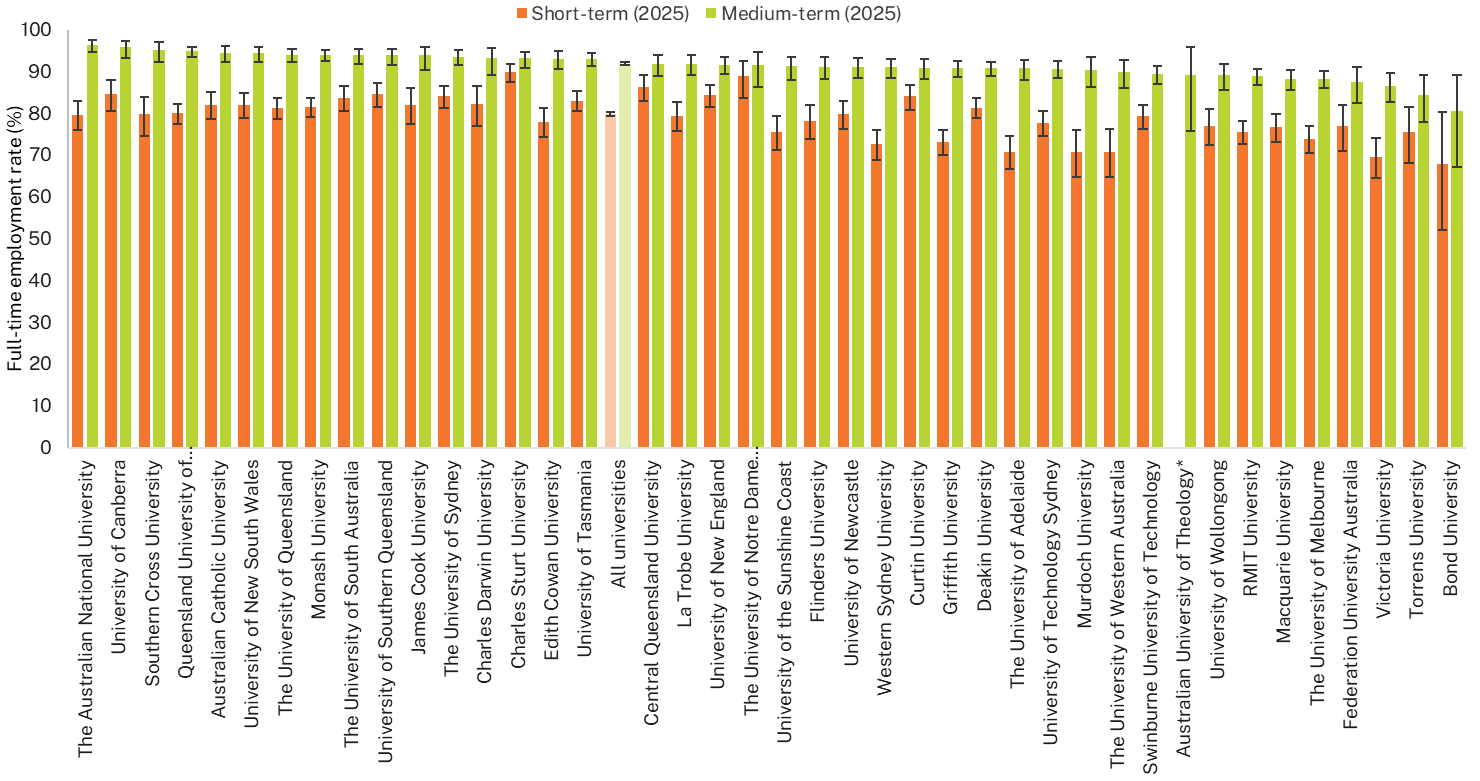 Short-term (2025) Medium-term (2025)
Full-time employment rate (%)
100
90
80
70
60
50
40
30
20
10
0
The Australian National University
University of Canberra
Southern Cross University
Queensland University of...
Australian Catholic University
University of New South Wales
The University of Queensland
Monash University
The University of South Australia
University of Southern Queensland
James Cook University
The University of Sydney
Charles Darwin University
Charles Sturt University
Edith Cowan University
University of Tasmania
All universities
Central Queensland University
La Trobe University
University of New England
The University of Notre Dame...
University of the Sunshine Coast
Flinders University
University of Newcastle
Western Sydney University
Curtin University
Griffith University
Deakin University
The University of Adelaide
University of Technology Sydney
Murdoch University
The University of Western Australia
Swinburne University of Technology
Australian University of Theology*
University of Wollongong
RMIT University
Macquarie University
The University of Melbourne
Federation University Australia
Victoria University
Torrens University
Bond University